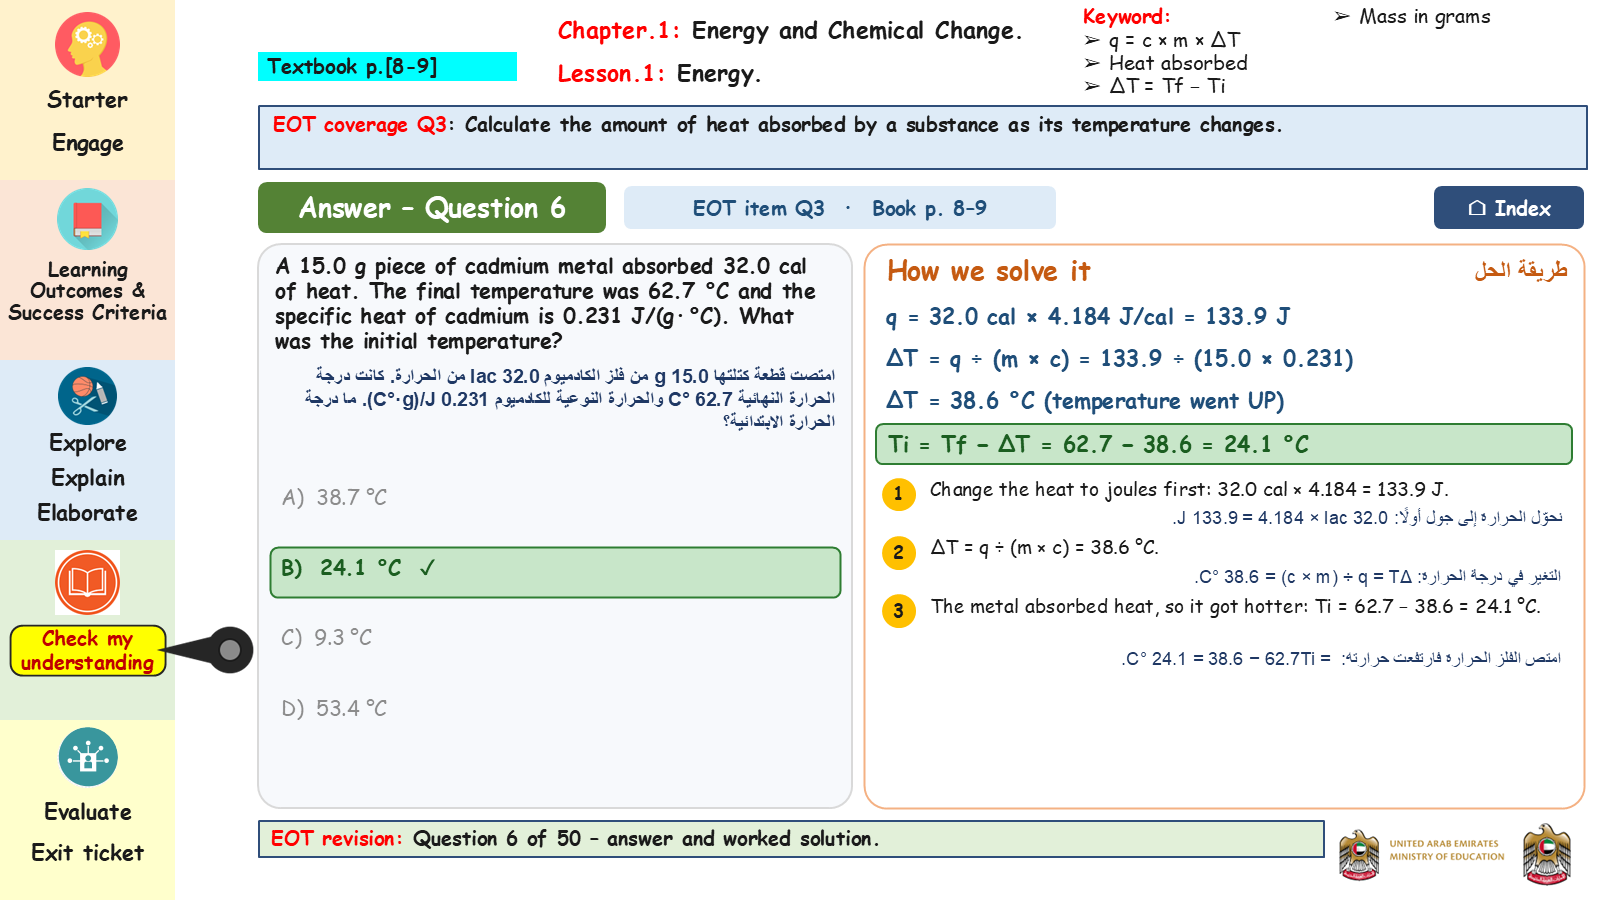 Starter
Engage
Learning
Outcomes &
Success Criteria
Explore
Explain
Elaborate
Check my
understanding
Evaluate
Exit ticket
Textbook p.[8-9]
Chapter.1: Energy and Chemical Change.
Lesson.1: Energy.
Keyword:
➢ q = c × m × ΔT
➢ Heat absorbed
➢ ΔT = Tf − Ti
➢ Mass in grams
EOT coverage Q3: Calculate the amount of heat absorbed by a substance as its temperature changes.
Answer – Question 6
EOT item Q3 · Book p. 8–9
Index
A 15.0 g piece of cadmium metal absorbed 32.0 cal
of heat. The final temperature was 62.7 °C and the
specific heat of cadmium is 0.231 J/(g·°C). What
was the initial temperature?
امتصت قطعة كتلتها 15.0 g من فلز الكادميوم 32.0 cal من الحرارة. كانت درجة
الحرارة النهائية 62.7 °C والحرارة النوعية للكادميوم 0.231 J/(g·°C). ما درجة
الحرارة الابتدائية؟
A) 38.7 °C
B) 24.1 °C ✓
C) 9.3 °C
D) 53.4 °C
How we solve it
طريقة الحل
q = 32.0 cal × 4.184 J/cal = 133.9 J
ΔT = q ÷ (m × c) = 133.9 ÷ (15.0 × 0.231)
ΔT = 38.6 °C (temperature went UP)
Ti = Tf − ΔT = 62.7 − 38.6 = 24.1 °C
1 Change the heat to joules first: 32.0 cal × 4.184 = 133.9 J.
نحوّل الحرارة إلى جول أولًا: 32.0 cal × 4.184 = 133.9 J.
2 ΔT = q ÷ (m × c) = 38.6 °C.
التغير في درجة الحرارة: ΔT = q ÷ (m × c) = 38.6 °C.
3 The metal absorbed heat, so it got hotter: Ti = 62.7 − 38.6 = 24.1 °C.
امتص الفلز الحرارة فارتفعت حرارته: Ti = 62.7 − 38.6 = 24.1 °C.
EOT revision: Question 6 of 50 – answer and worked solution.
UNITED ARAB EMIRATES
MINISTRY OF EDUCATION